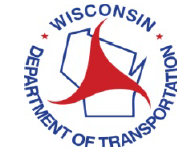 WISCONSIN
DEPARTMENT OF TRANSPORTATION